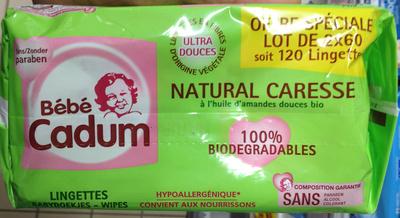 Sans/Zonder
paraben
Bébé
Cadum
LINGETTES
BABYDOEKJES - WIPES
ULTRA
DOUCES
D'ORIGINE VÉGÉTALE
SPÉCIALE
LOT DE 2x60
soit 120 Lingettes
NATURAL CARESSE
à l'huile d'amandes douces bio
100%
BIODEGRADABLES
HYPOALLERGÉNIQUE*
CONVIENT AUX NOURRISSONS
COMPOSITION GARANTIE
SANS
PARABEN
ALCOOL
COLORANT